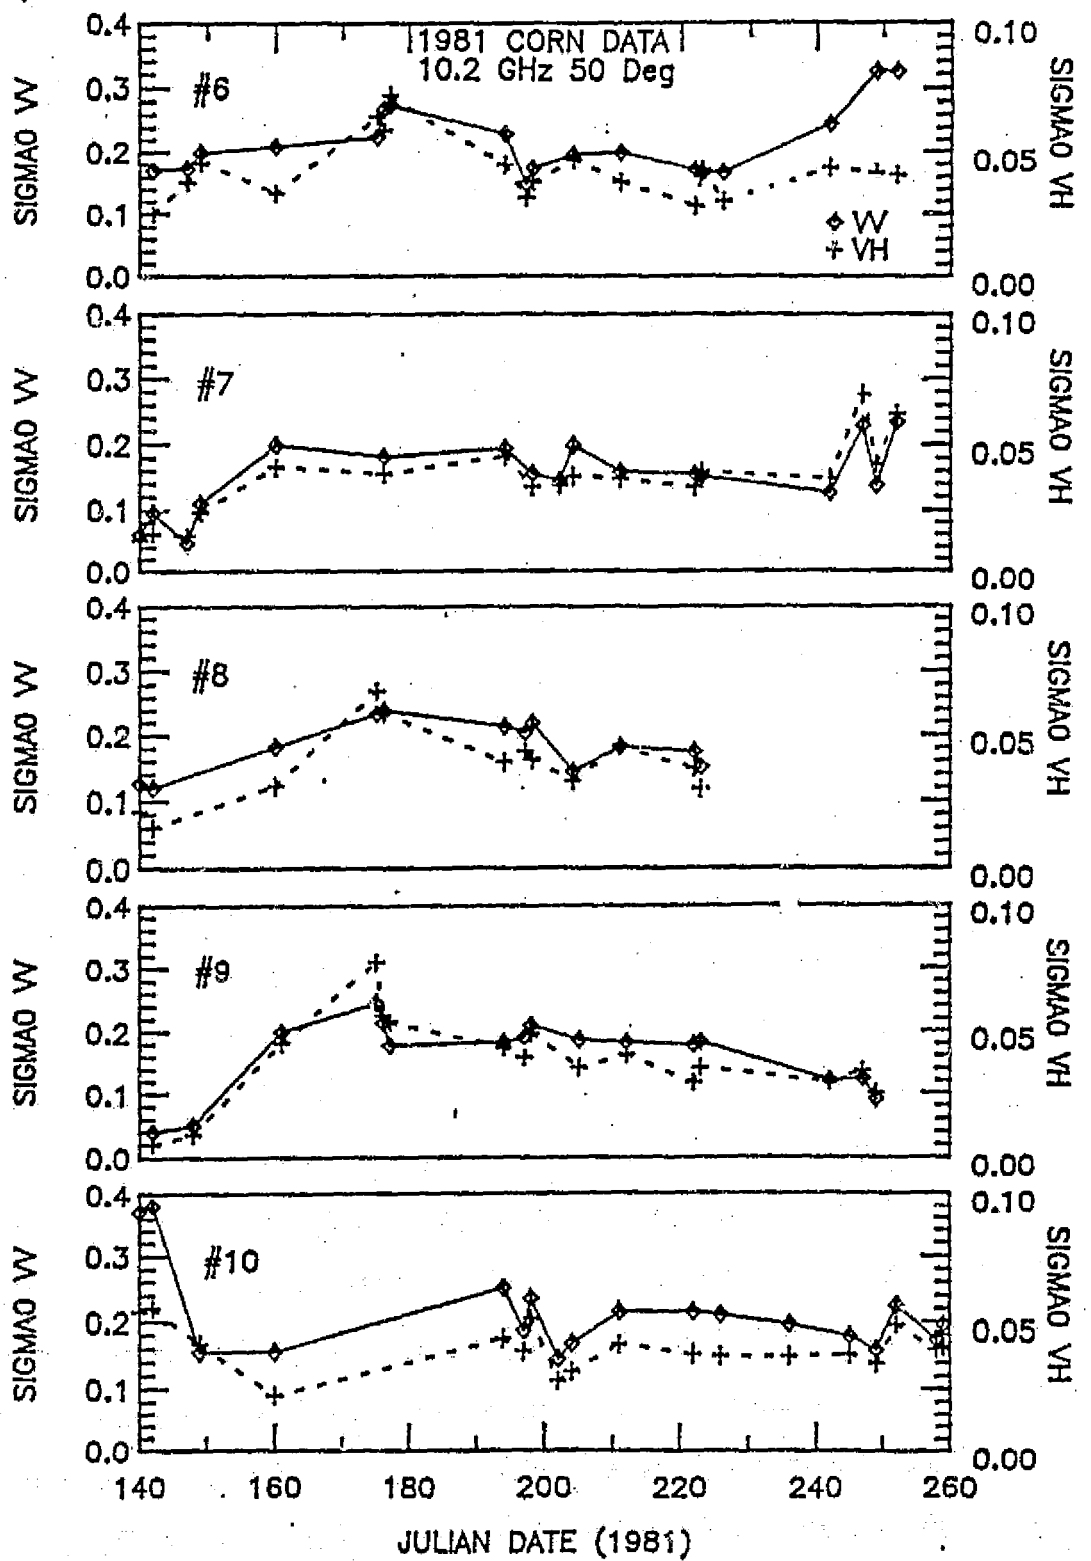 1981 CORN DATA
10.2 GHz 50 Deg
0.4
0.3
0.2
0.1
0.0
SIGMA0 VV
#6
VV
VH
0.10
0.05
0.00
SIGMA0 VH
0.4
0.3
0.2
0.1
0.0
SIGMA0 VV
#7
0.10
0.05
0.00
SIGMA0 VH
0.4
0.3
0.2
0.1
0.0
SIGMA0 VV
#8
0.10
0.05
0.00
SIGMA0 VH
0.4
0.3
0.2
0.1
0.0
SIGMA0 VV
#9
0.10
0.05
0.00
SIGMA0 VH
0.4
0.3
0.2
0.1
0.0
SIGMA0 VV
#10
0.10
0.05
0.00
SIGMA0 VH
140 160 180 200 220 240 260
JULIAN DATE (1981)